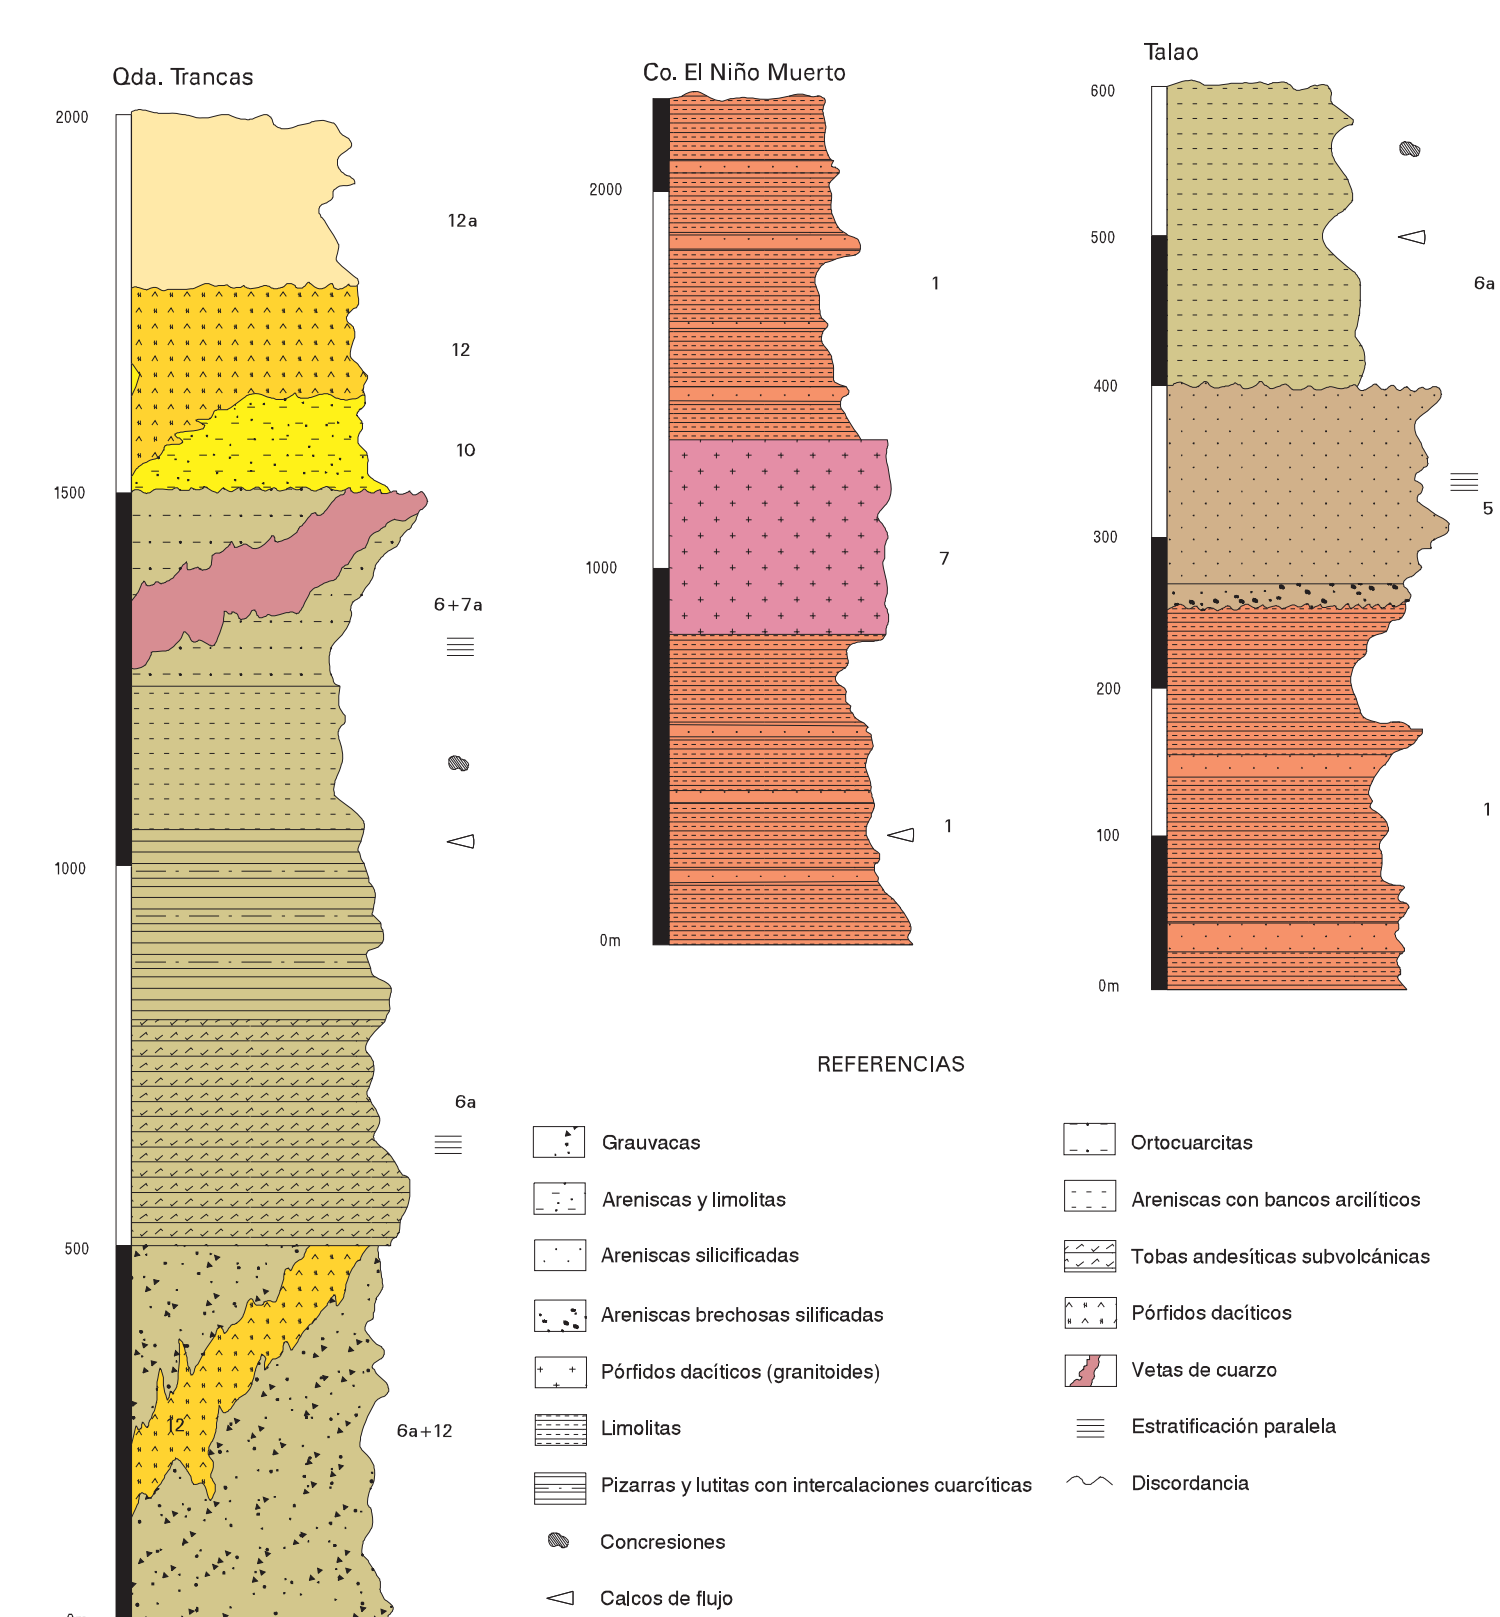 Qda. Trancas
2000
12a
12
10
1500
6+7a
1000
6a
500
12
6a+12
Co. El Niño Muerto
2000
1
1000
7
1
0m
Talao
600
500
6a
400
5
300
200
100
1
0m
REFERENCIAS
Grauvacas
Areniscas y limolitas
Areniscas silicificadas
Areniscas brechosas silificadas
Pórfidos dacíticos (granitoides)
Limolitas
Pizarras y lutitas con intercalaciones cuarcíticas
Concresiones
Calcos de flujo
Ortocuarcitas
Areniscas con bancos arcilíticos
Tobas andesíticas subvolcánicas
Pórfidos dacíticos
Vetas de cuarzo
Estratificación paralela
Discordancia